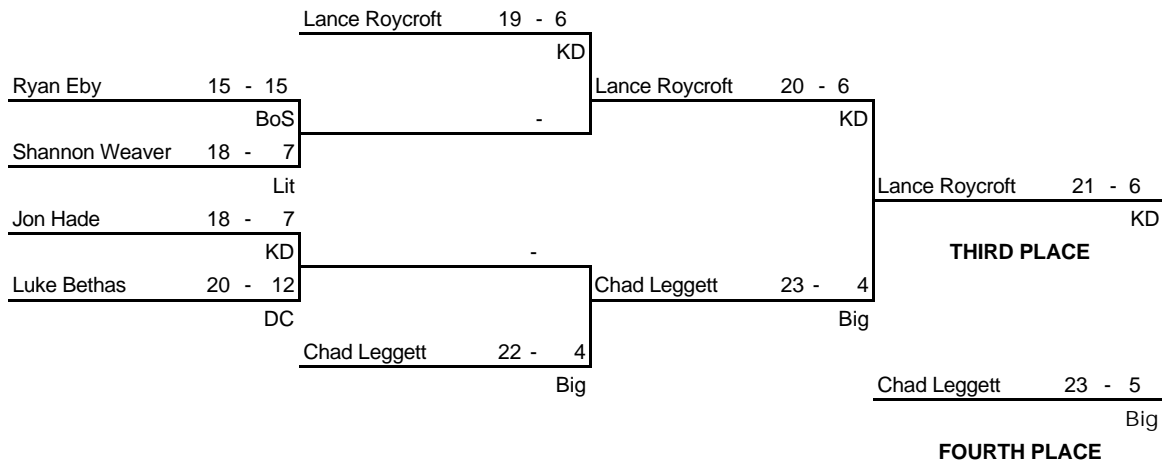 Lance Roycroft 19 - 6
KD
Ryan Eby 15 - 15
BoS
Lance Roycroft 20 - 6
KD
-
Shannon Weaver 18 - 7
Lit
Lance Roycroft 21 - 6
KD
THIRD PLACE
Jon Hade 18 - 7
KD
-
Luke Bethas 20 - 12
DC
Chad Leggett 23 - 4
Big
Chad Leggett 22 - 4
Big
Chad Leggett 23 - 5
Big
FOURTH PLACE